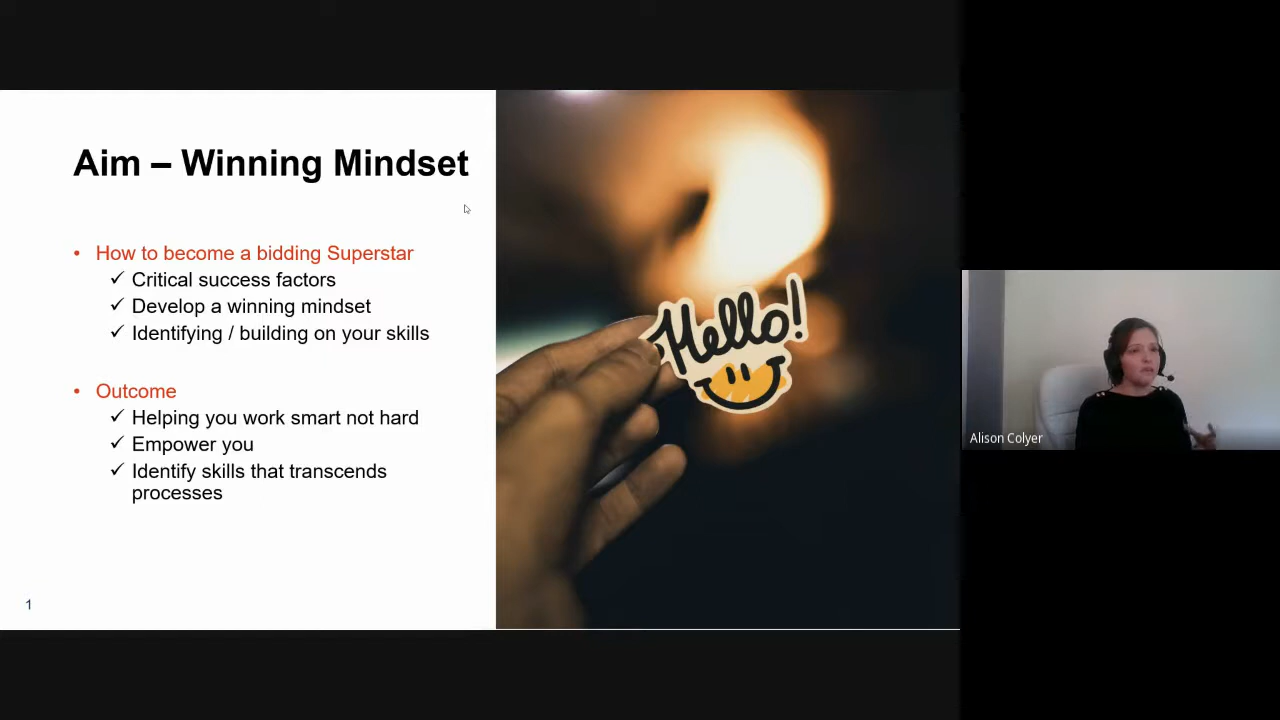 Aim – Winning Mindset
• How to become a bidding Superstar
✓ Critical success factors
✓ Develop a winning mindset
✓ Identifying / building on your skills
• Outcome
✓ Helping you work smart not hard
✓ Empower you
✓ Identify skills that transcends
processes
1
Hello!
Alison Colyer